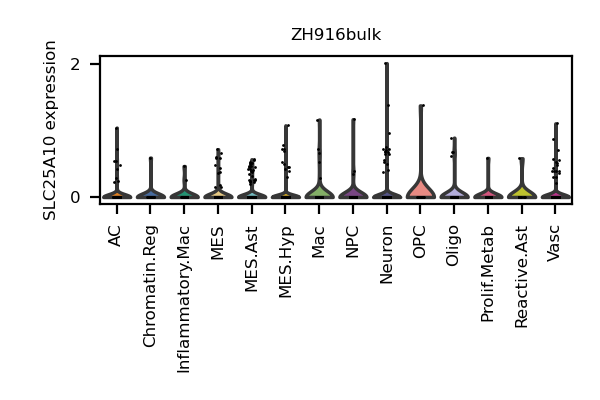 ZH916bulk
SLC25A10 expression
2
0
AC
Chromatin.Reg
Inflammatory.Mac
MES
MES.Ast
MES.Hyp
Mac
NPC
Neuron
OPC
Oligo
Prolif.Metab
Reactive.Ast
Vasc